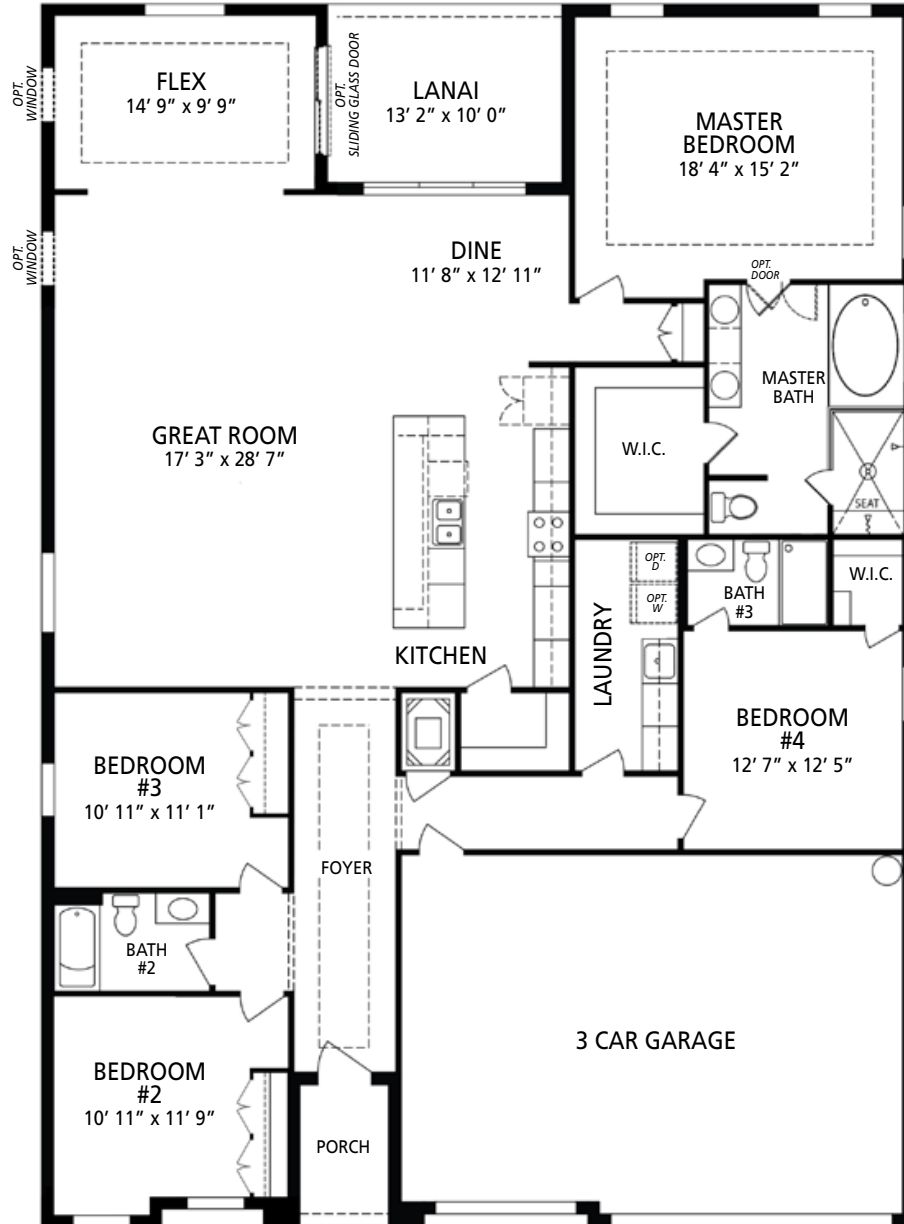 FLEX
14' 9" x 9' 9"
OPT.
WINDOW
OPT.
SLIDING GLASS DOOR
LANAI
13' 2" x 10' 0"
MASTER
BEDROOM
18' 4" x 15' 2"
OPT.
WINDOW
DINE
11' 8" x 12' 11"
OPT.
DOOR
MASTER
BATH
GREAT ROOM
17' 3" x 28' 7"
W.I.C.
SEAT
OPT.
D
OPT.
W
BATH
#3
W.I.C.
KITCHEN
LAUNDRY
BEDROOM
#4
12' 7" x 12' 5"
BEDROOM
#3
10' 11" x 11' 1"
FOYER
BATH
#2
3 CAR GARAGE
BEDROOM
#2
10' 11" x 11' 9"
PORCH